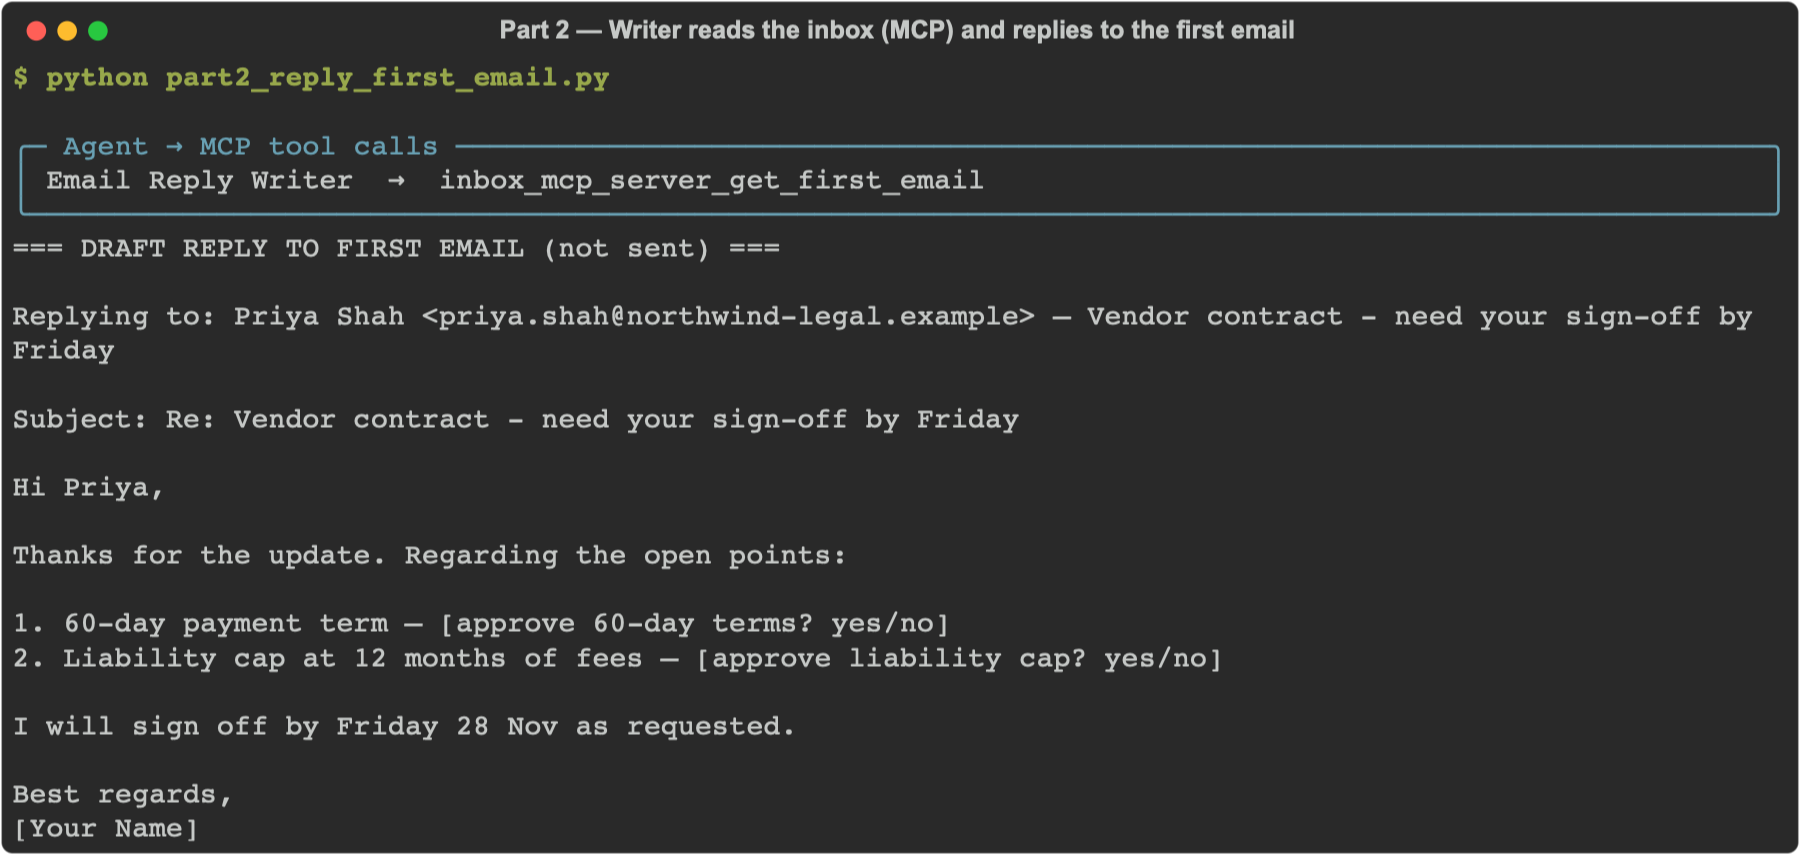 Part 2 — Writer reads the inbox (MCP) and replies to the first email
$ python part2_reply_first_email.py
Agent → MCP tool calls
Email Reply Writer → inbox_mcp_server_get_first_email
=== DRAFT REPLY TO FIRST EMAIL (not sent) ===
Replying to: Priya Shah <priya.shah@northwind-legal.example> — Vendor contract - need your sign-off by
Friday
Subject: Re: Vendor contract - need your sign-off by Friday
Hi Priya,
Thanks for the update. Regarding the open points:
1. 60-day payment term — [approve 60-day terms? yes/no]
2. Liability cap at 12 months of fees — [approve liability cap? yes/no]
I will sign off by Friday 28 Nov as requested.
Best regards,
[Your Name]